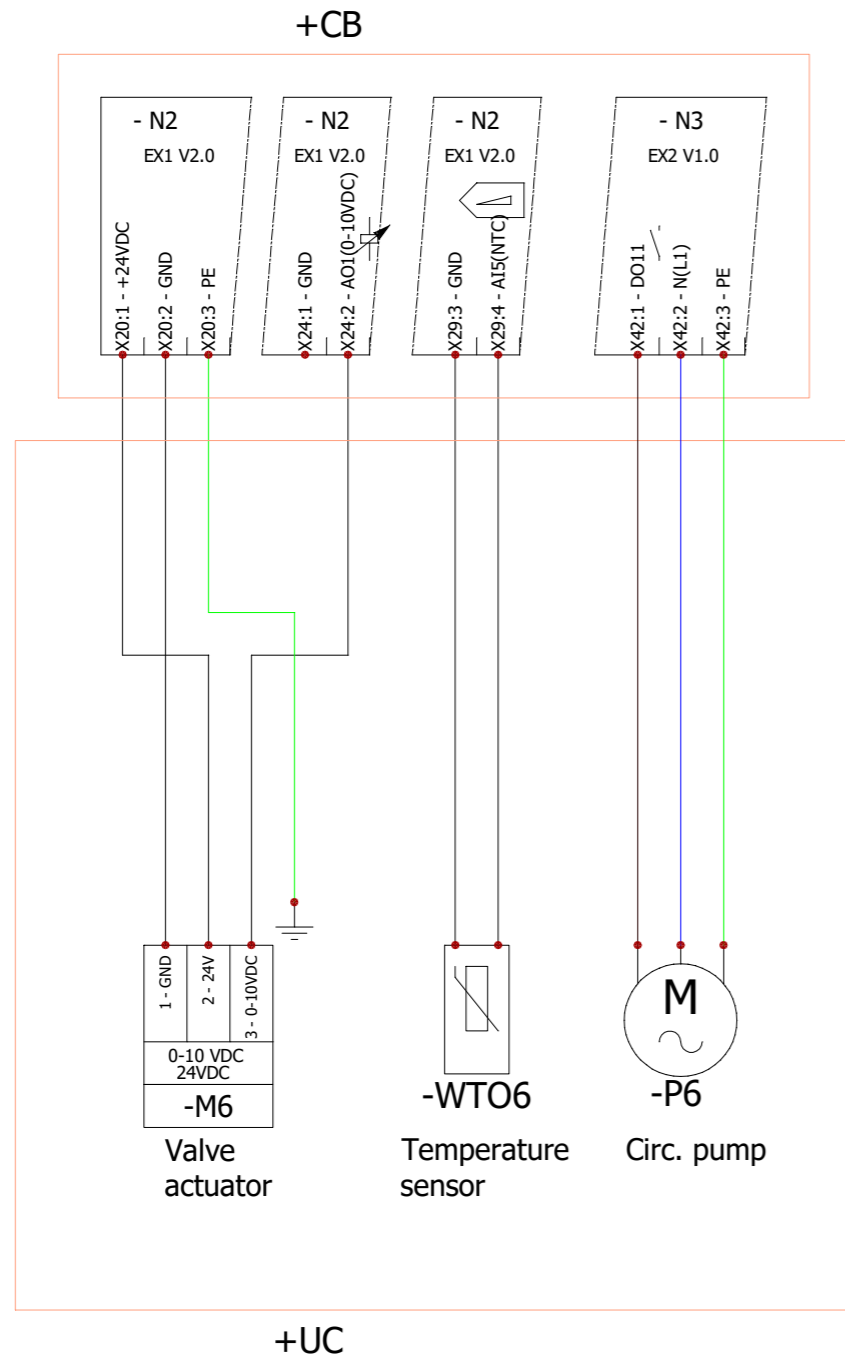 +CB
- N2
EX1 V2.0
X20:1 - +24VDC
X20:2 - GND
X20:3 - PE
- N2
EX1 V2.0
X24:1 - GND
X24:2 - AO1(0-10VDC)
- N2
EX1 V2.0
X29:3 - GND
X29:4 - AI5(NTC)
- N3
EX2 V1.0
X42:1 - DO11
X42:2 - N(L1)
X42:3 - PE
1 - GND
2 - 24V
3 - 0-10VDC
0-10 VDC
24VDC
-M6
Valve
actuator
-WTO6
Temperature
sensor
M
-P6
Circ. pump
+UC